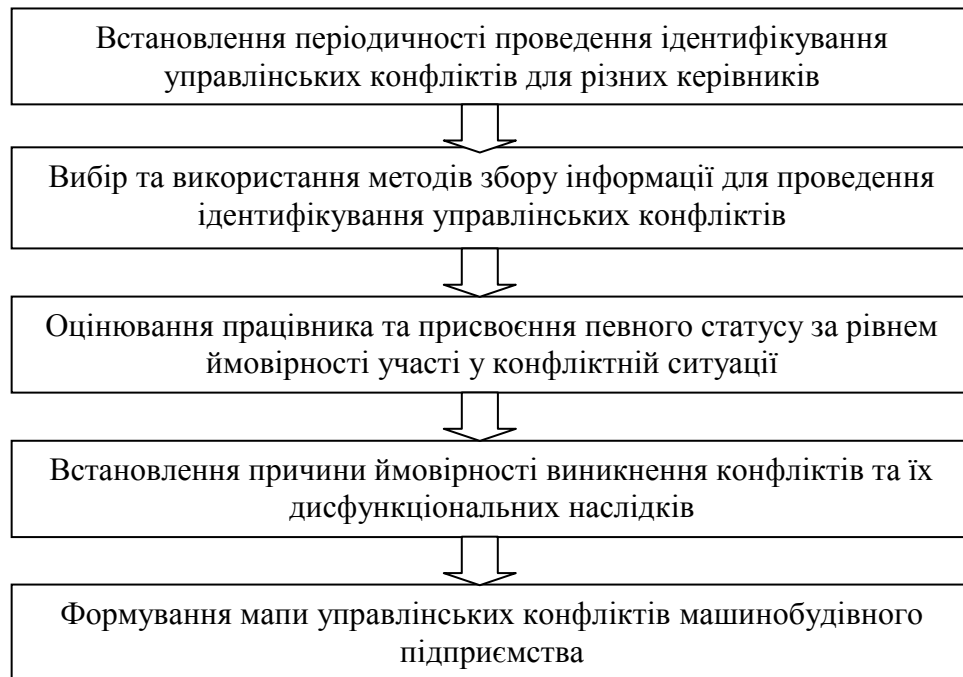 Встановлення періодичності проведення ідентифікування
управлінських конфліктів для різних керівників
Вибір та використання методів збору інформації для проведення
ідентифікування управлінських конфліктів
Оцінювання працівника та присвоєння певного статусу за рівнем
ймовірності участі у конфліктній ситуації
Встановлення причини ймовірності виникнення конфліктів та їх
дисфункціональних наслідків
Формування мапи управлінських конфліктів машинобудівного
підприємства